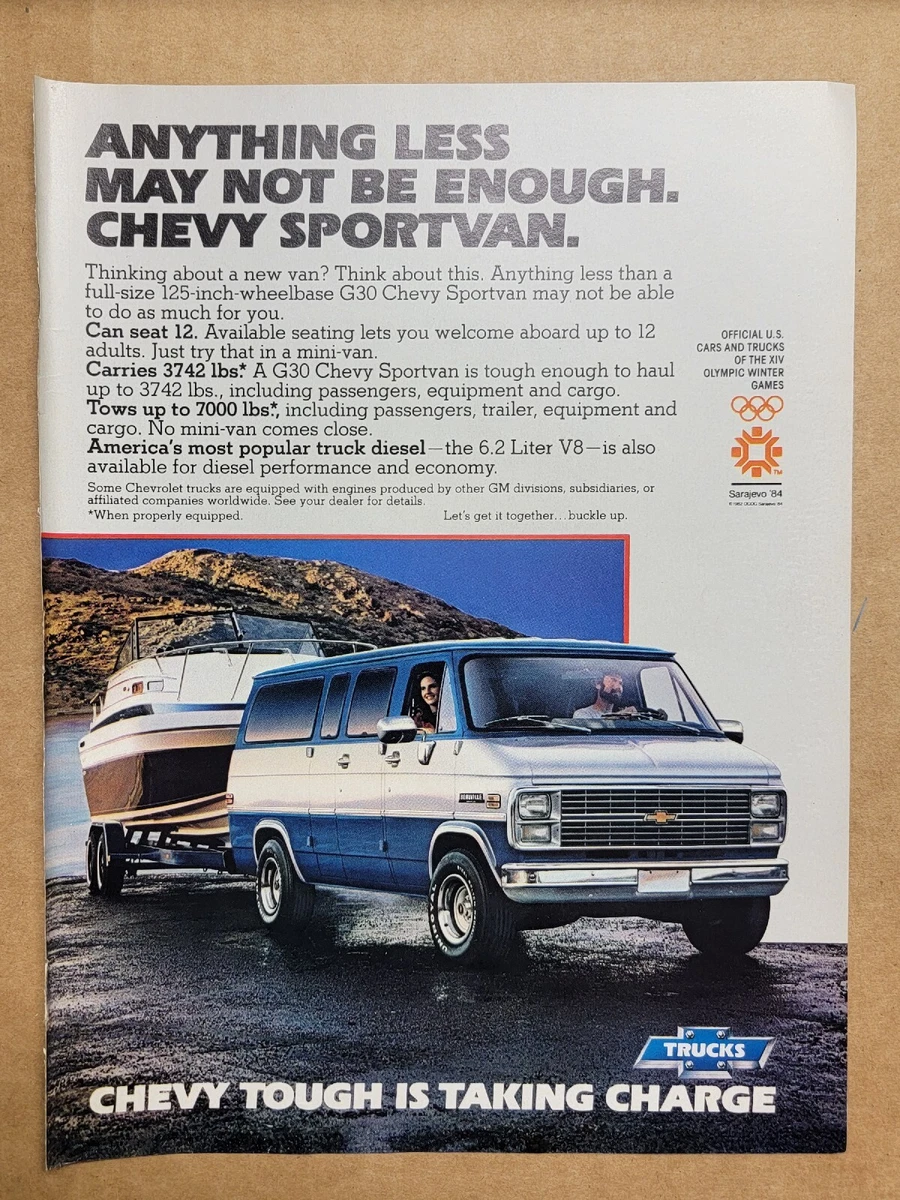 ANYTHING LESS
MAY NOT BE ENOUGH.
CHEVY SPORTVAN.
Thinking about a new van? Think about this. Anything less than a
full-size 125-inch-wheelbase G30 Chevy Sportvan may not be able
to do as much for you.
Can seat 12. Available seating lets you welcome aboard up to 12
adults. Just try that in a mini-van.
Carries 3742 lbs.* A G30 Chevy Sportvan is tough enough to haul
up to 3742 lbs., including passengers, equipment and cargo.
Tows up to 7000 lbs.*, including passengers, trailer, equipment and
cargo. No mini-van comes close.
America's most popular truck diesel—the 6.2 Liter V8—is also
available for diesel performance and economy.
Some Chevrolet trucks are equipped with engines produced by other GM divisions, subsidiaries, or
affiliated companies worldwide. See your dealer for details.
*When properly equipped.
Let's get it together...buckle up.
OFFICIAL U.S.
CARS AND TRUCKS
OF THE XIV
OLYMPIC WINTER
GAMES
TM
Sarajevo '84
TRUCKS
CHEVY TOUGH IS TAKING CHARGE